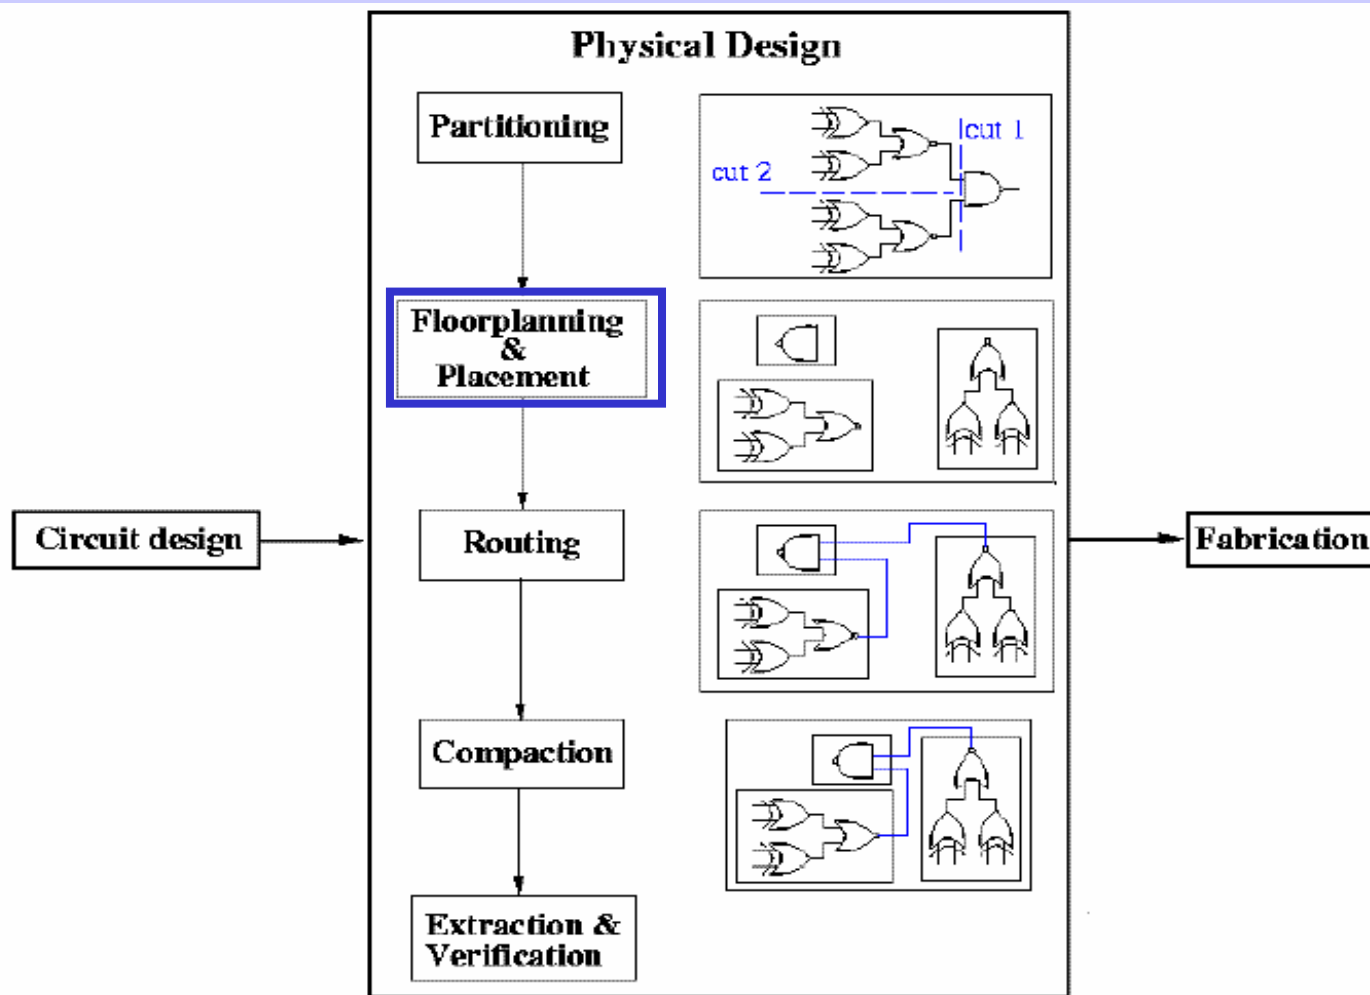 Physical Design
Partitioning
cut 1
cut 2
Floorplanning
&
Placement
Circuit design
Routing
Fabrication
Compaction
Extraction &
Verification